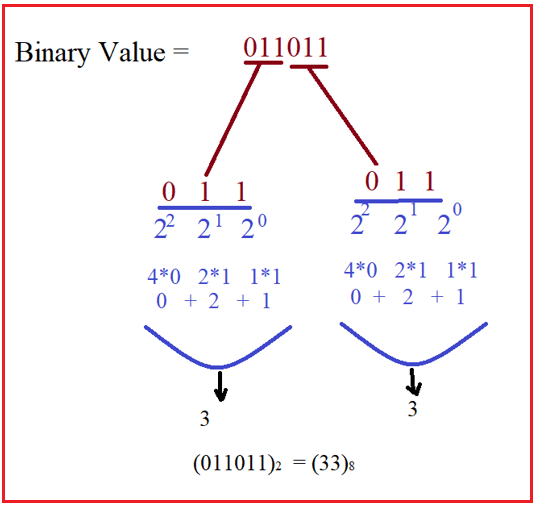 Binary Value = 011011
0 1 1 0 1 1
2² 2¹ 2⁰ 2² 2¹ 2⁰
4*0 2*1 1*1 4*0 2*1 1*1
0 + 2 + 1 0 + 2 + 1
3 3
(011011)₂ = (33)₈